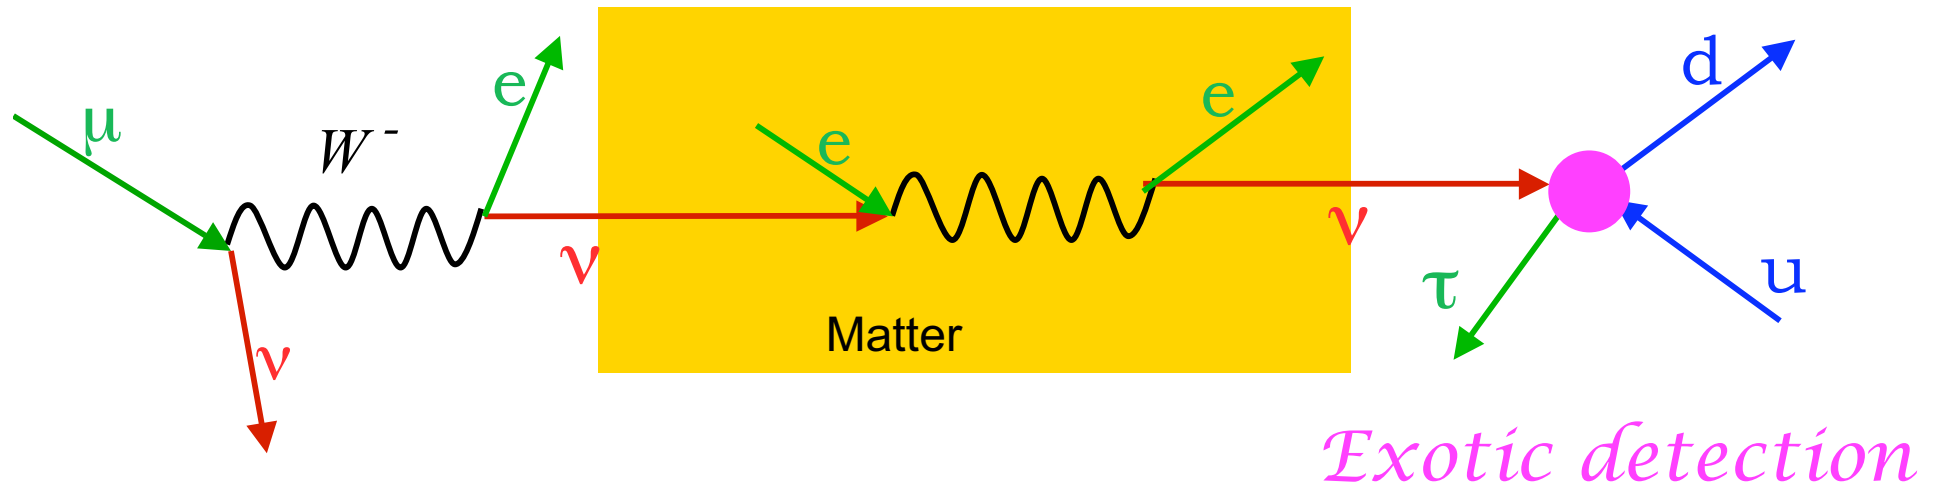 μ
W⁻
e
ν
ν
e
e
Matter
ν
τ
d
u
Exotic detection